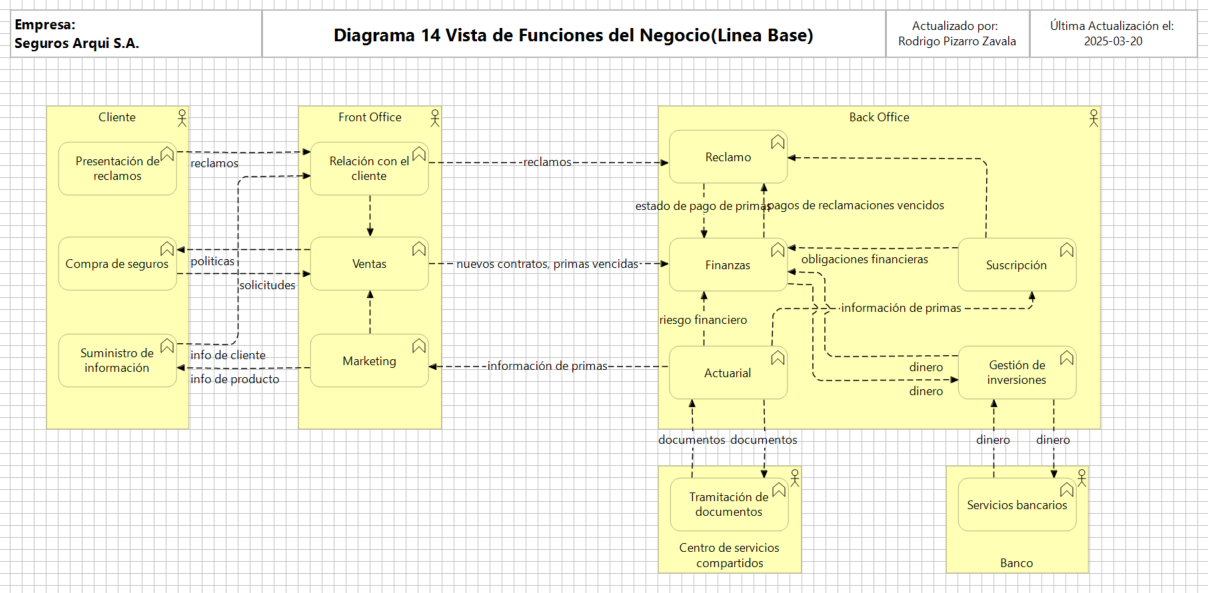 Empresa:
Seguros Arqui S.A.
Diagrama 14 Vista de Funciones del Negocio(Linea Base)
Actualizado por:
Rodrigo Pizarro Zavala
Última Actualización el:
2025-03-20
Cliente
Presentación de
reclamos
Compra de seguros
Suministro de
información
reclamos
politicas
solicitudes
info de cliente
info de producto
Front Office
Relación con el
cliente
Ventas
Marketing
reclamos
nuevos contratos, primas vencidas
información de primas
Back Office
Reclamo
estado de pago de primas
pagos de reclamaciones vencidos
Finanzas
obligaciones financieras
Suscripción
información de primas
riesgo financiero
Actuarial
dinero
dinero
Gestión de
inversiones
documentos
documentos
dinero
dinero
Tramitación de
documentos
Centro de servicios
compartidos
Servicios bancarios
Banco